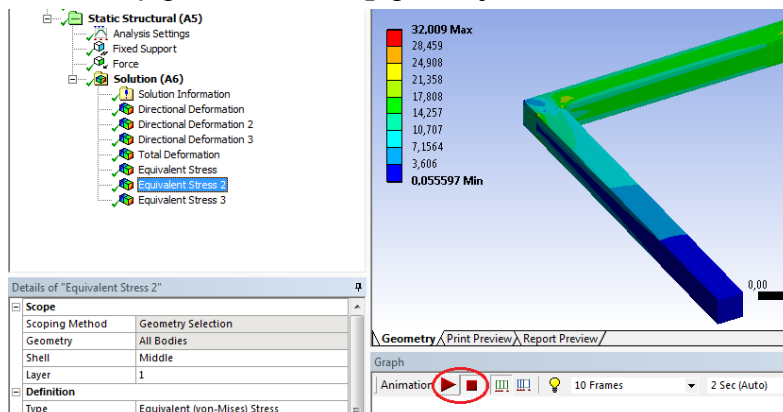 Static Structural (A5)
Analysis Settings
Fixed Support
Force
Solution (A6)
Solution Information
Directional Deformation
Directional Deformation 2
Directional Deformation 3
Total Deformation
Equivalent Stress
Equivalent Stress 2
Equivalent Stress 3
32,009 Max
28,459
24,908
21,358
17,808
14,257
10,707
7,1564
3,606
0,055597 Min
0,00
Details of "Equivalent Stress 2"
Scope
Scoping Method Geometry Selection
Geometry All Bodies
Shell Middle
Layer 1
Definition
Type Equivalent (von-Mises) Stress
Geometry Print Preview Report Preview
Graph
Animation 10 Frames 2 Sec (Auto)